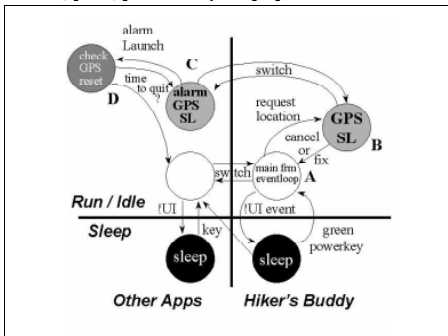 alarm
Launch
C
check
GPS
reset
time
to quit
?
D
alarm
GPS
SL
switch
request
location
GPS
SL
B
cancel
or
fix
switch
main frm
eventloop
A
Run / Idle
!UI
!UI event
Sleep
key
green
powerkey
sleep
sleep
Other Apps
Hiker's Buddy